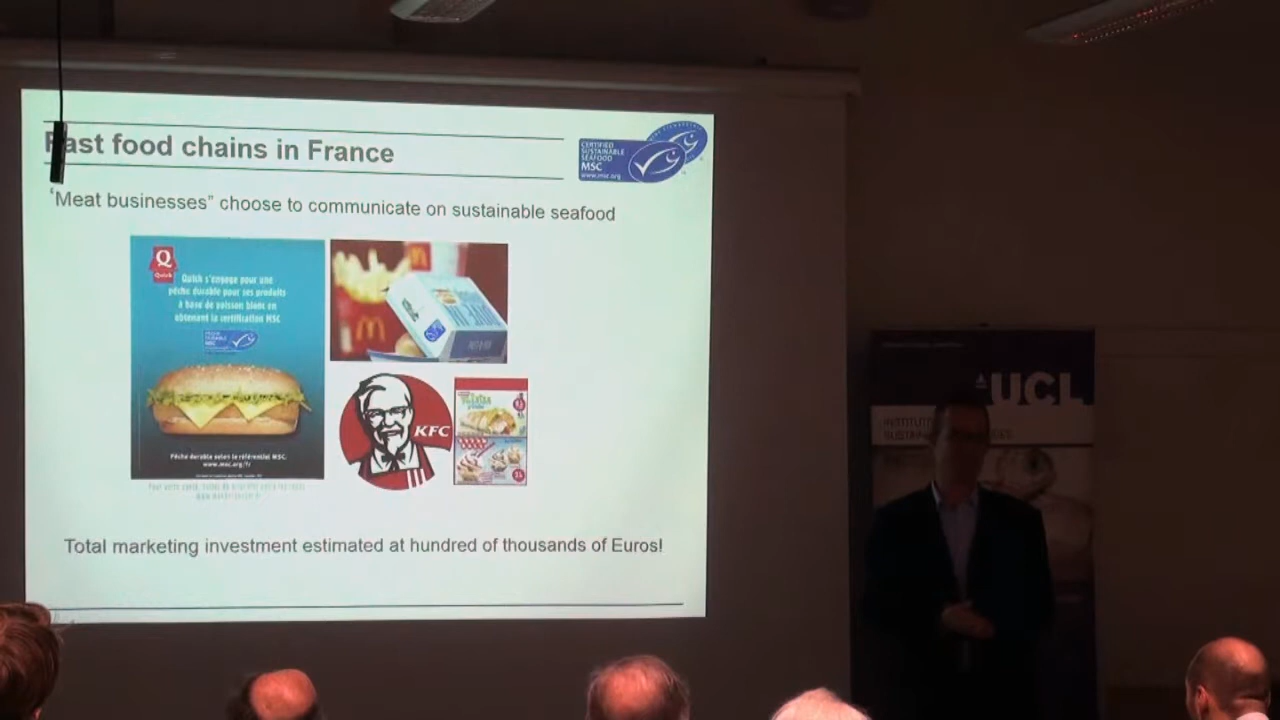 Fast food chains in France
CERTIFIED
SUSTAINABLE
SEAFOOD
MSC
www.msc.org
‘Meat businesses” choose to communicate on sustainable seafood
Q
Quick
Quick s'engage pour une
pêche durable pour ses produits
à base de poisson blanc en
obtenant la certification MSC
Pêche durable selon le référentiel MSC.
www.msc.org/fr
KFC
Total marketing investment estimated at hundred of thousands of Euros!
UCL